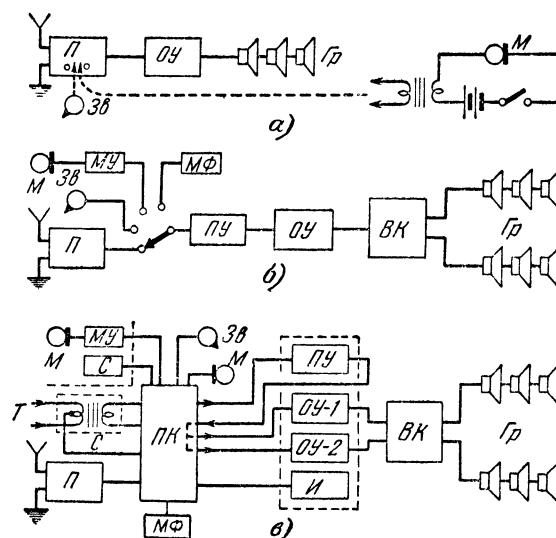 П ОУ Гр М
Зв
а)
М Зв МУ МФ
П ПУ ОУ ВК Гр
б)
М МУ Зв М
С ПУ
Т С ПК ОУ-1 ВК Гр
ОУ-2
П И
МФ
в)